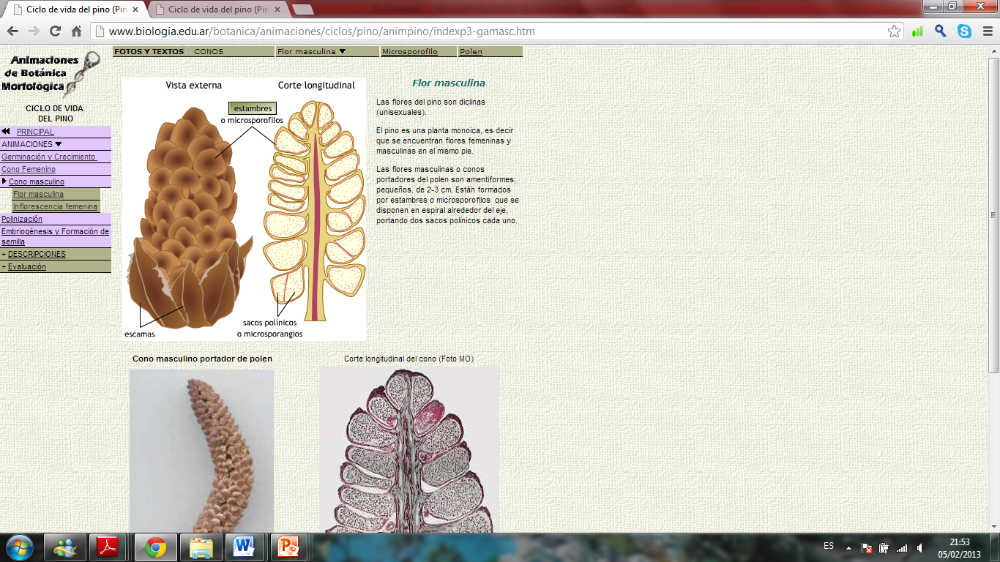 Ciclo de vida del pino (Pin
Ciclo de vida del pino (Pin
www.biologia.edu.ar/botanica/animaciones/ciclos/pino/animpino/indexp3-gamasc.htm
Animaciones
de Botánica
Morfológica
CICLO DE VIDA
DEL PINO
PRINCIPAL
ANIMACIONES
Germinación y Crecimiento
Cono Femenino
Cono masculino
Flor masculina
Inflorescencia femenina
Polinización
Embriogénesis y Formación de
semilla
+ DESCRIPCIONES
+ Evaluación
FOTOS Y TEXTOS CONOS
Flor masculina
Microsporofilo
Polen
Vista externa
Corte longitudinal
estambres
o microsporofilos
escamas
sacos polínicos
o microsporangios
Flor masculina
Las flores del pino son diclinas
(unisexuales).
El pino es una planta monoica, es decir
que se encuentran flores femeninas y
masculinas en el mismo pie.
Las flores masculinas o conos
portadores del polen son amentiformes,
pequeños, de 2-3 cm. Están formados
por estambres o microsporofilos que se
disponen en espiral alrededor del eje,
portando dos sacos polínicos cada uno.
Cono masculino portador de polen
Corte longitudinal del cono (Foto MO)
ES
21:53
05/02/2013